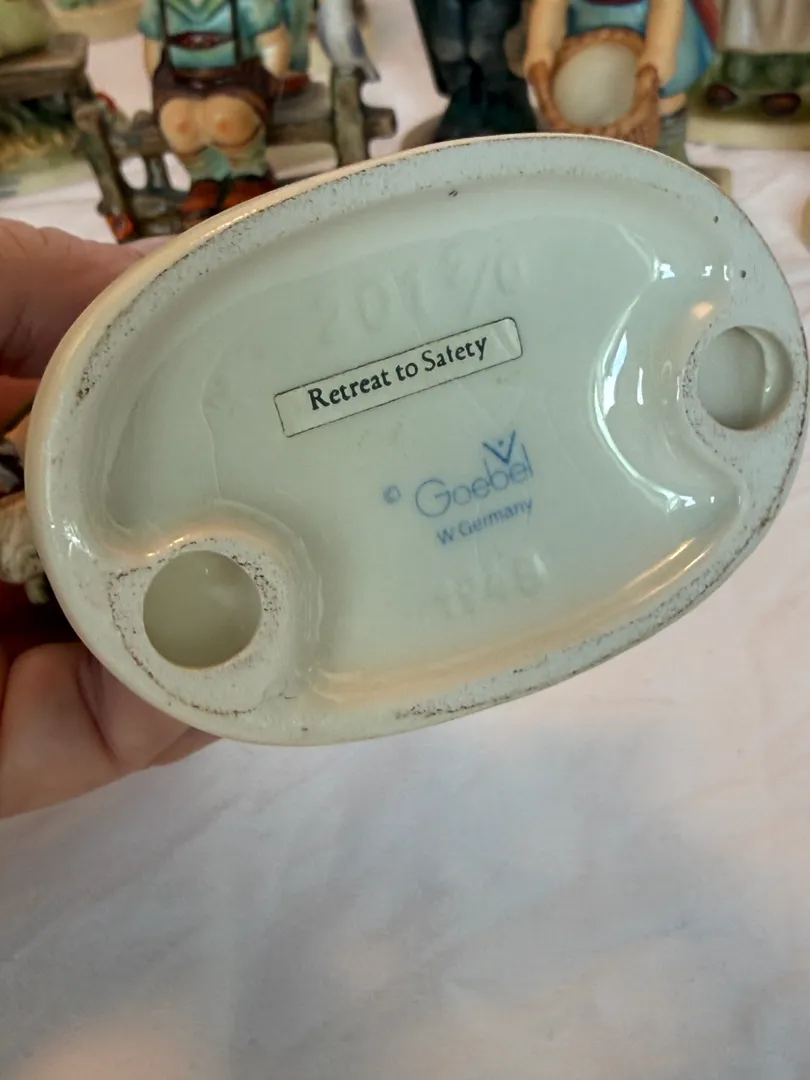 201 2/0
Retreat to Safety
© Goebel
W. Germany
1948